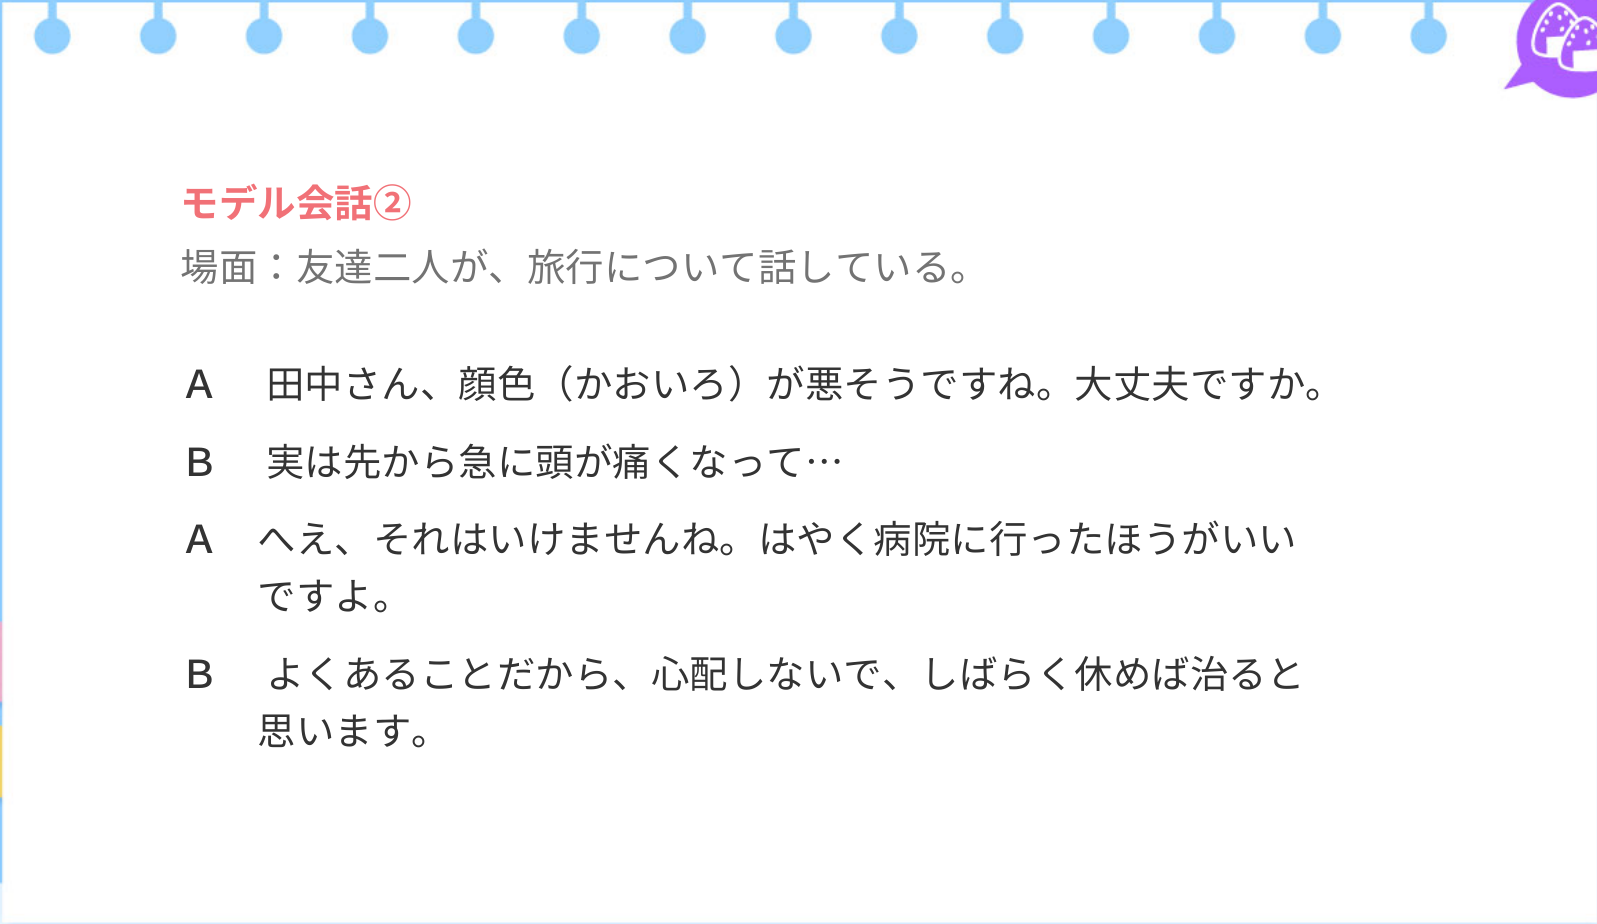 モデル会話②
場面：友達二人が、旅行について話している。
A 田中さん、顔色（かおいろ）が悪そうですね。大丈夫ですか。
B 実は先から急に頭が痛くなって…
A へえ、それはいけませんね。はやく病院に行ったほうがいい
ですよ。
B よくあることだから、心配しないで、しばらく休めば治ると
思います。